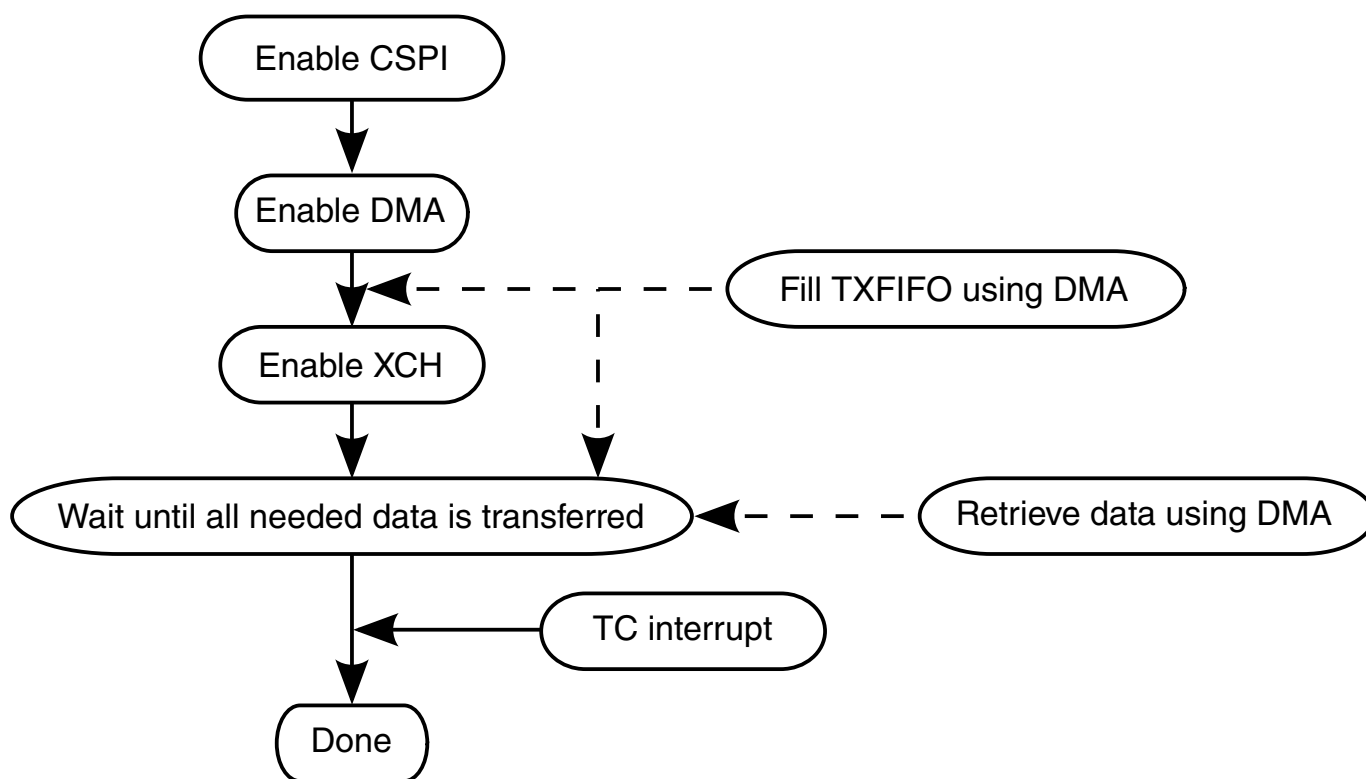 Enable CSPI
Enable DMA
Fill TXFIFO using DMA
Enable XCH
Wait until all needed data is transferred
Retrieve data using DMA
TC interrupt
Done